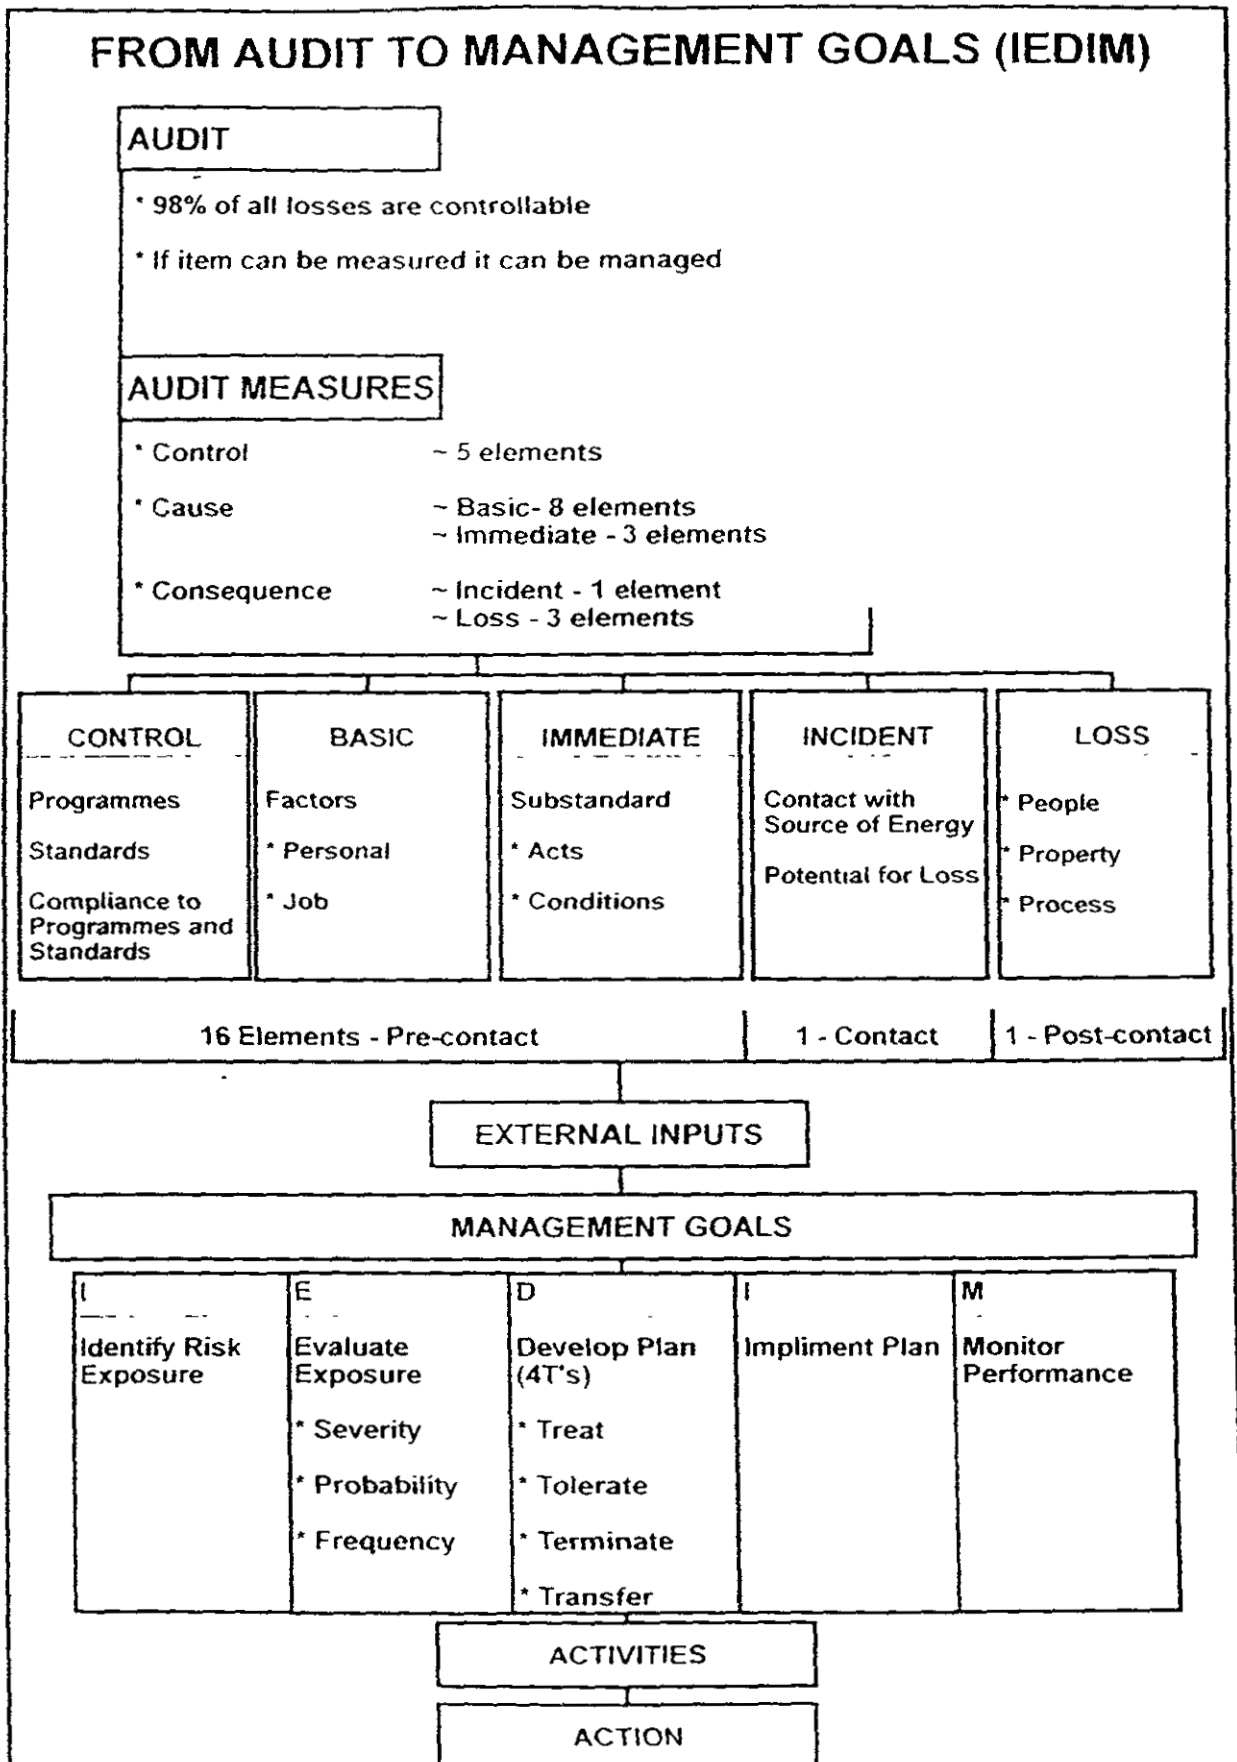 FROM AUDIT TO MANAGEMENT GOALS (IEDIM)
AUDIT
* 98% of all losses are controllable
* If item can be measured it can be managed
AUDIT MEASURES
* Control ~ 5 elements
* Cause ~ Basic- 8 elements
~ Immediate - 3 elements
* Consequence ~ Incident - 1 element
~ Loss - 3 elements
CONTROL
Programmes
Standards
Compliance to
Programmes and
Standards
BASIC
Factors
* Personal
* Job
IMMEDIATE
Substandard
* Acts
* Conditions
INCIDENT
Contact with
Source of Energy
Potential for Loss
LOSS
* People
* Property
* Process
16 Elements - Pre-contact
1 - Contact
1 - Post-contact
EXTERNAL INPUTS
MANAGEMENT GOALS
I
Identify Risk
Exposure
E
Evaluate
Exposure
* Severity
* Probability
* Frequency
D
Develop Plan
(4T's)
* Treat
* Tolerate
* Terminate
* Transfer
I
Impliment Plan
M
Monitor
Performance
ACTIVITIES
ACTION